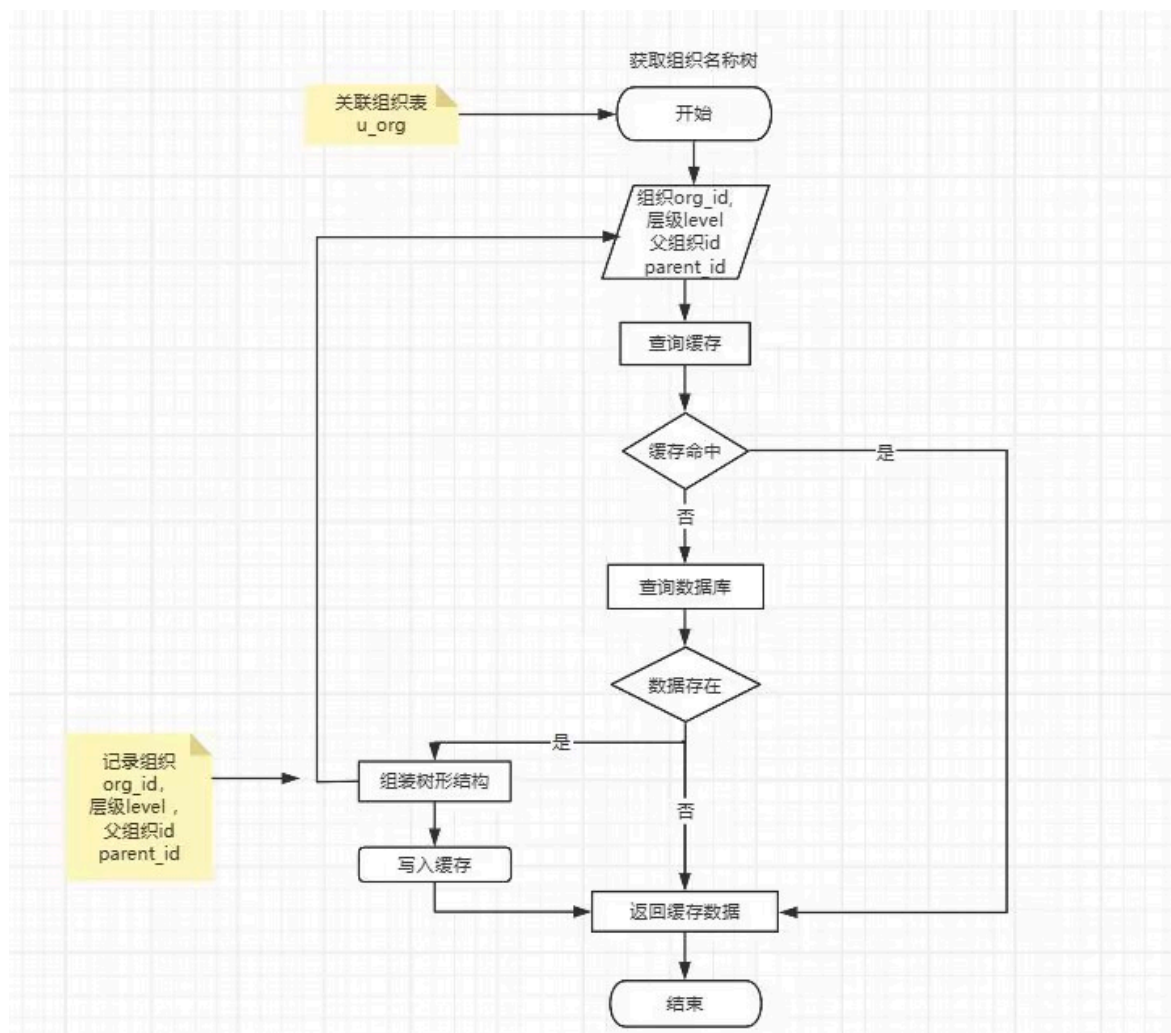 获取组织名称树
关联组织表
u_org
开始
组织org_id,
层级level
父组织id
parent_id
查询缓存
缓存命中
是
否
查询数据库
数据存在
是
记录组织
org_id,
层级level，
父组织id
parent_id
组装树形结构
否
写入缓存
返回缓存数据
结束